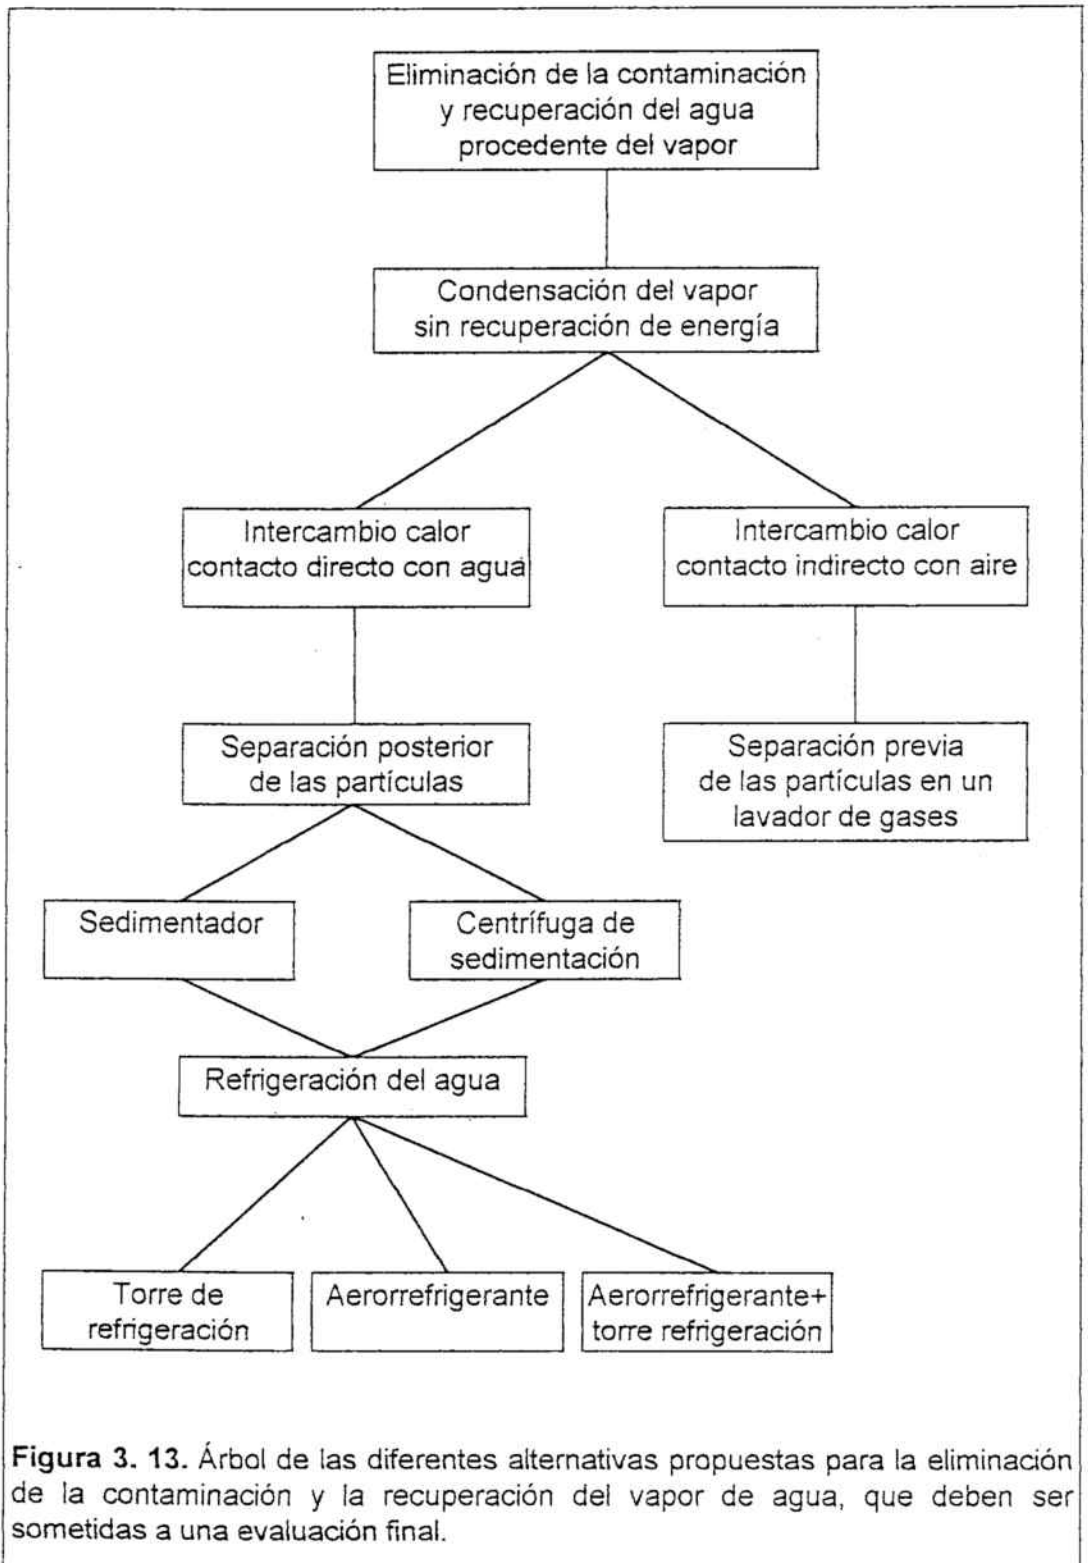 Eliminación de la contaminación
y recuperación del agua
procedente del vapor
Condensación del vapor
sin recuperación de energía
Intercambio calor
contacto directo con agua
Intercambio calor
contacto indirecto con aire
Separación posterior
de las partículas
Separación previa
de las partículas en un
lavador de gases
Sedimentador
Centrífuga de
sedimentación
Refrigeración del agua
Torre de
refrigeración
Aerorrefrigerante
Aerorrefrigerante+
torre refrigeración
Figura 3. 13. Árbol de las diferentes alternativas propuestas para la eliminación
de la contaminación y la recuperación del vapor de agua, que deben ser
sometidas a una evaluación final.